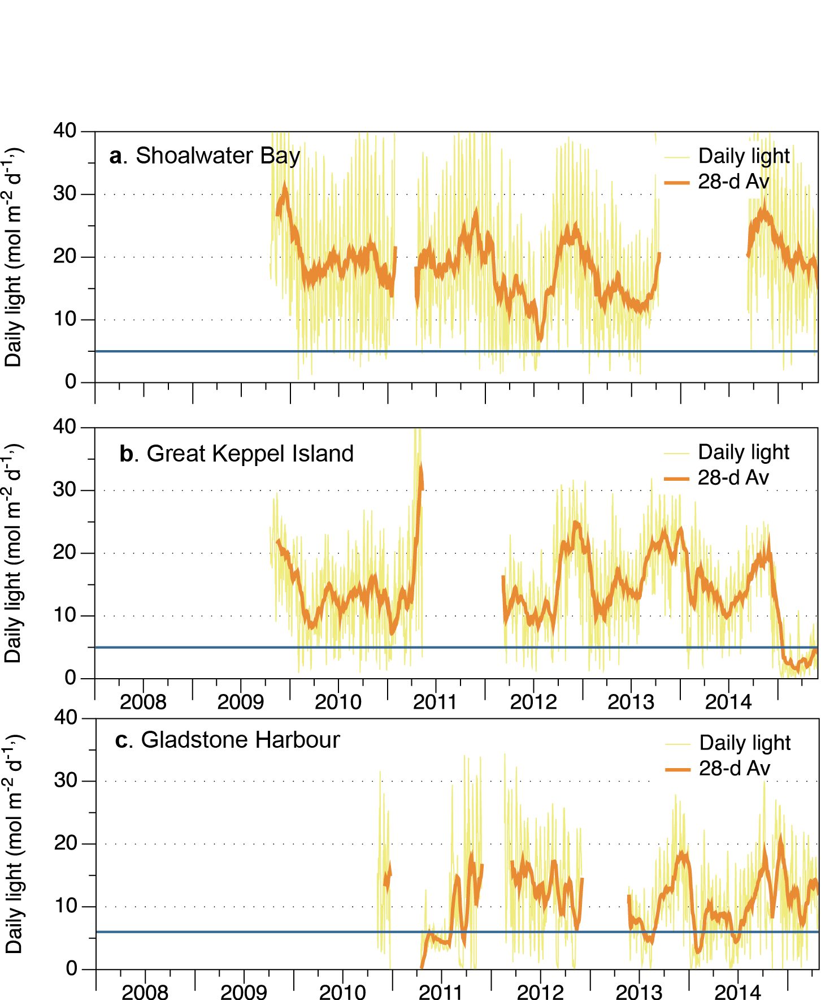 40
30
20
10
0
Daily light (mol m-2 d-1,)
a. Shoalwater Bay
Daily light
28-d Av
40
30
20
10
0
Daily light (mol m-2 d-1,)
b. Great Keppel Island
Daily light
28-d Av
2008 2009 2010 2011 2012 2013 2014
40
30
20
10
0
Daily light (mol m-2 d-1,)
c. Gladstone Harbour
Daily light
28-d Av
2008 2009 2010 2011 2012 2013 2014